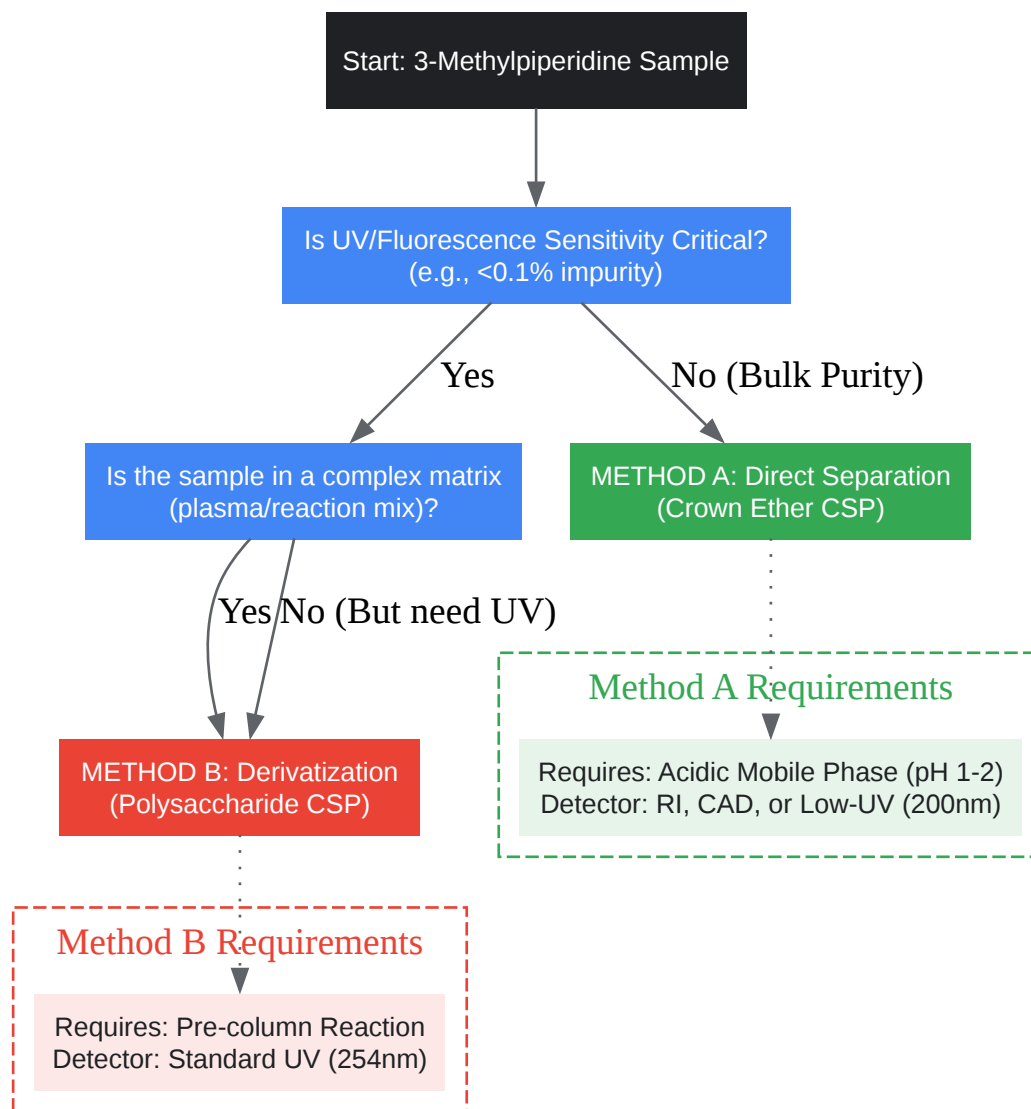 Start: 3-Methylpiperidine Sample
Is UV/Fluorescence Sensitivity Critical?
(e.g., <0.1% impurity)
Yes
No (Bulk Purity)
Is the sample in a complex matrix
(plasma/reaction mix)?
METHOD A: Direct Separation
(Crown Ether CSP)
Yes
No (But need UV)
Method A Requirements
Requires: Acidic Mobile Phase (pH 1-2)
Detector: RI, CAD, or Low-UV (200nm)
METHOD B: Derivatization
(Polysaccharide CSP)
Method B Requirements
Requires: Pre-column Reaction
Detector: Standard UV (254nm)